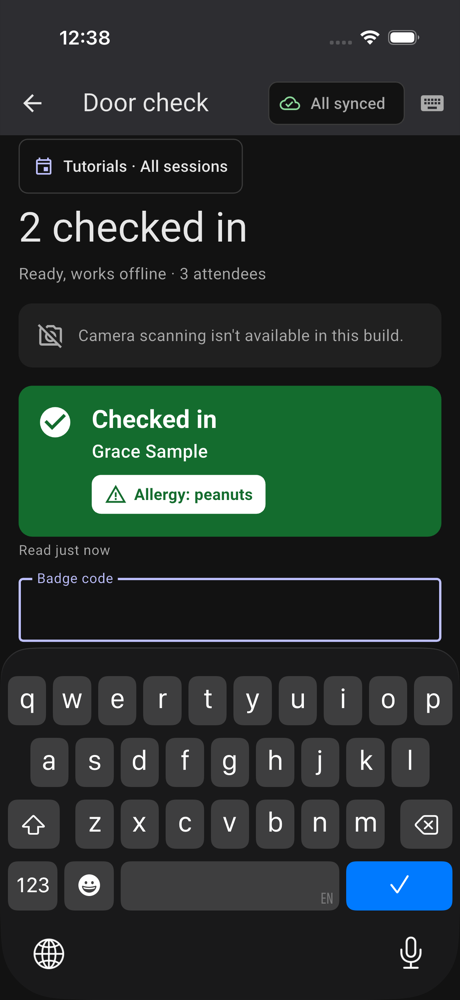 12:38
Door check
All synced
Tutorials · All sessions
2 checked in
Ready, works offline · 3 attendees
Camera scanning isn't available in this build.
Checked in
Grace Sample
Allergy: peanuts
Read just now
Badge code
q w e r t y u i o p
a s d f g h j k l
z x c v b n m
123
EN